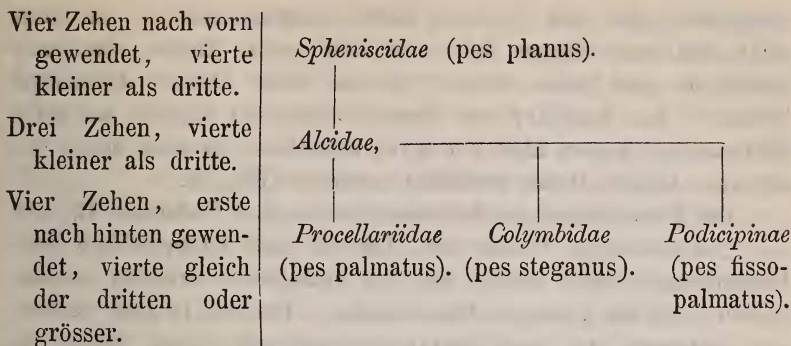 Vier Zehen nach vorn
gewendet, vierte
kleiner als dritte.
Drei Zehen, vierte
kleiner als dritte.
Vier Zehen, erste
nach hinten gewen-
det, vierte gleich
der dritten oder
grösser.
Spheniscidae (pes planus).
Alcidae,
Procellariidae Colymbidae Podicipinae
(pes palmatus). (pes steganus). (pes fisso-
palmatus).